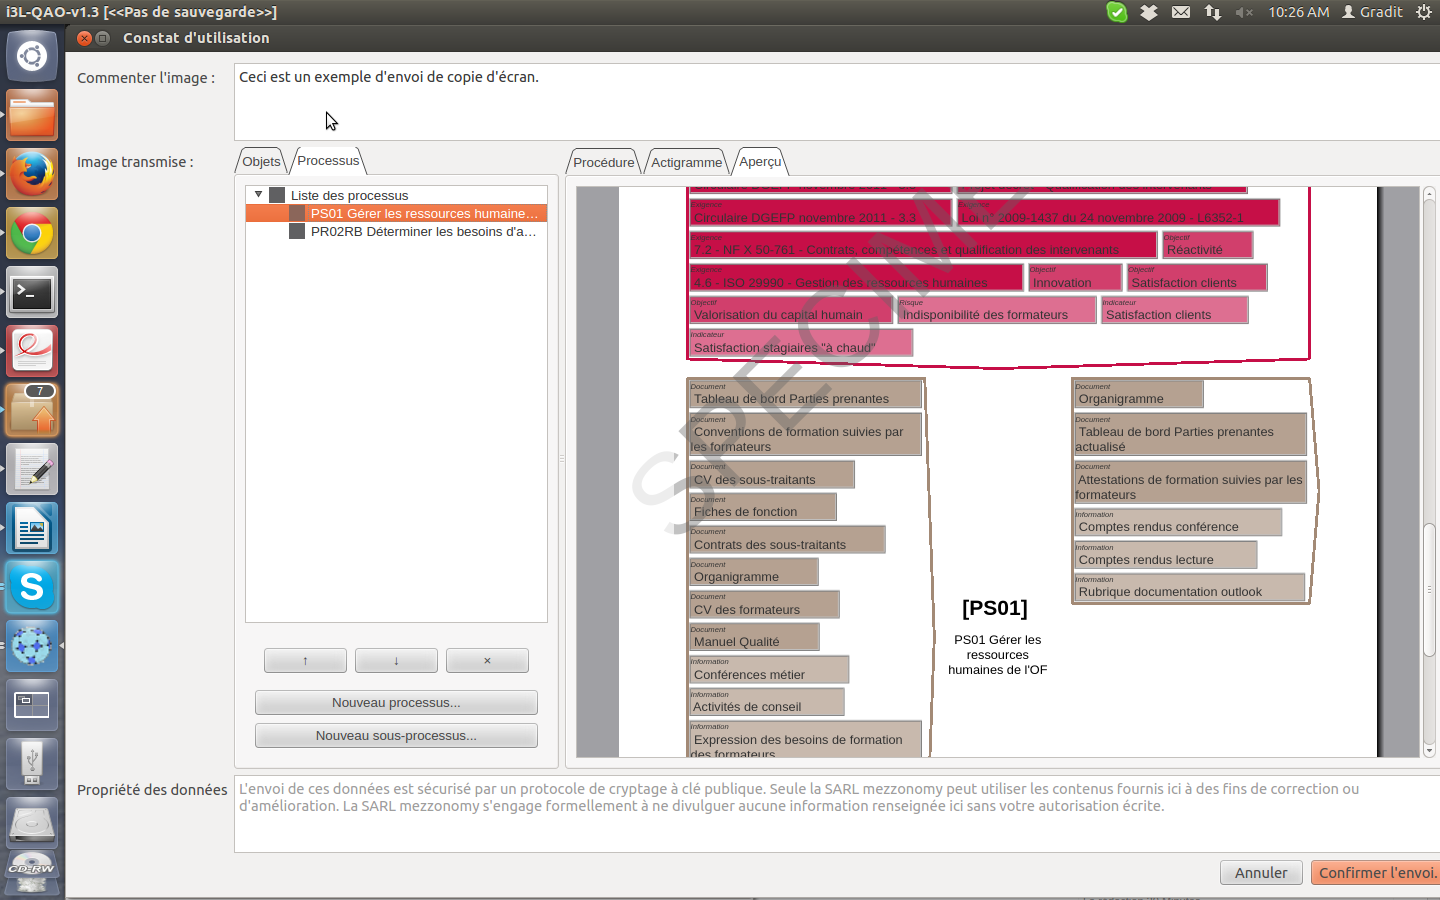 i3L-QAO-v1.3 [<<Pas de sauvegarde>>]
10:26 AM
Gradit
Constat d'utilisation
Commenter l'image :
Ceci est un exemple d'envoi de copie d'écran.
Image transmise :
Objets
Processus
Liste des processus
PS01 Gérer les ressources humaine...
PR02RB Déterminer les besoins d'a...
↑
↓
×
Nouveau processus...
Nouveau sous-processus...
Procédure
Actigramme
Aperçu
Circulaire DGEFP novembre 2011 - 3.3
Loi n° 2009-1437 du 24 novembre 2009 - L6352-1
Exigence
7.2 - NF X 50-761 - Contrats, compétences et qualification des intervenants
Objectif
Réactivité
Exigence
4.6 - ISO 29990 - Gestion des ressources humaines
Objectif
Innovation
Objectif
Satisfaction clients
Objectif
Valorisation du capital humain
Risque
Indisponibilité des formateurs
Indicateur
Satisfaction clients
Indicateur
Satisfaction stagiaires "à chaud"
SPECIME
Document
Tableau de bord Parties prenantes
Document
Conventions de formation suivies par
les formateurs
Document
CV des sous-traitants
Document
Fiches de fonction
Document
Contrats des sous-traitants
Document
Organigramme
Document
CV des formateurs
Document
Manuel Qualité
Information
Conférences métier
Information
Activités de conseil
Information
Expression des besoins de formation
des formateurs
[PS01]
PS01 Gérer les
ressources
humaines de l'OF
Document
Organigramme
Document
Tableau de bord Parties prenantes
actualisé
Document
Attestations de formation suivies par les
formateurs
Information
Comptes rendus conférence
Information
Comptes rendus lecture
Information
Rubrique documentation outlook
Propriété des données
L'envoi de ces données est sécurisé par un protocole de cryptage à clé publique. Seule la SARL mezzonomy peut utiliser les contenus fournis ici à des fins de correction ou
d'amélioration. La SARL mezzonomy s'engage formellement à ne divulguer aucune information renseignée ici sans votre autorisation écrite.
Annuler
Confirmer l'envoi.
7
CD-RW